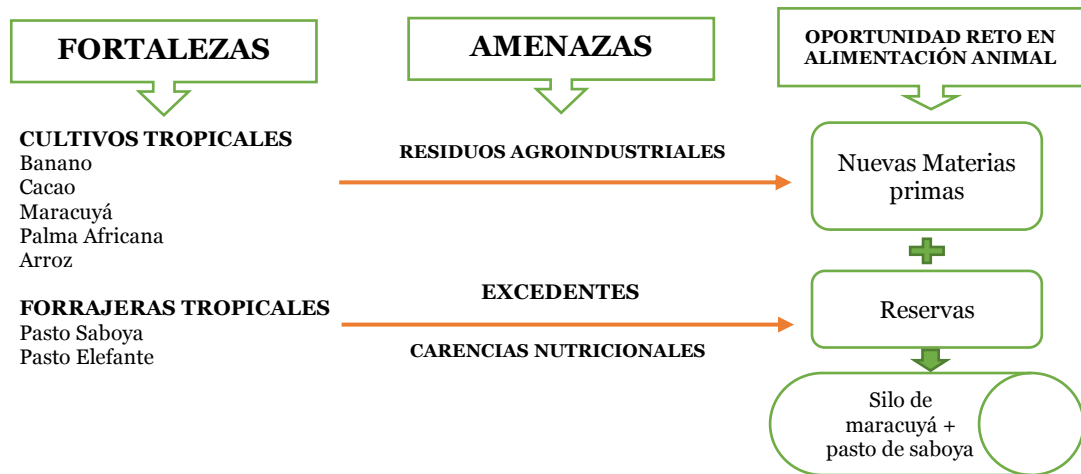 FORTALEZAS
AMENAZAS
OPORTUNIDAD RETO EN
ALIMENTACIÓN ANIMAL
CULTIVOS TROPICALES
Banano
Cacao
Maracuyá
Palma Africana
Arroz
RESIDUOS AGROINDUSTRIALES
Nuevas Materias
primas
FORRAJERAS TROPICALES
Pasto Saboya
Pasto Elefante
EXCEDENTES
CARENCIAS NUTRICIONALES
Reservas
Silo de
maracuyá +
pasto de saboya